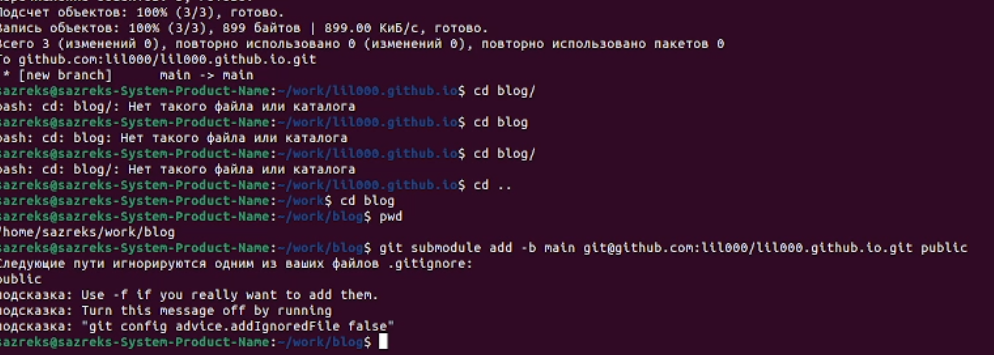 Подсчет объектов: 100% (3/3), готово.
Запись объектов: 100% (3/3), 899 байтов | 899.00 КиБ/с, готово.
Всего 3 (изменений 0), повторно использовано 0 (изменений 0), повторно использовано пакетов 0
To github.com:lil000/lil000.github.io.git
* [new branch]      main -> main
sazreks@sazreks-System-Product-Name:~/work/lil000.github.io$ cd blog/
bash: cd: blog/: Нет такого файла или каталога
sazreks@sazreks-System-Product-Name:~/work/lil000.github.io$ cd blog
bash: cd: blog: Нет такого файла или каталога
sazreks@sazreks-System-Product-Name:~/work/lil000.github.io$ cd blog/
bash: cd: blog/: Нет такого файла или каталога
sazreks@sazreks-System-Product-Name:~/work/lil000.github.io$ cd ..
sazreks@sazreks-System-Product-Name:~/work$ cd blog
sazreks@sazreks-System-Product-Name:~/work/blog$ pwd
/home/sazreks/work/blog
sazreks@sazreks-System-Product-Name:~/work/blog$ git submodule add -b main git@github.com:lil000/lil000.github.io.git public
Следующие пути игнорируются одним из ваших файлов .gitignore:
public
подсказка: Use -f if you really want to add them.
подсказка: Turn this message off by running
подсказка: "git config advice.addIgnoredFile false"
sazreks@sazreks-System-Product-Name:~/work/blog$